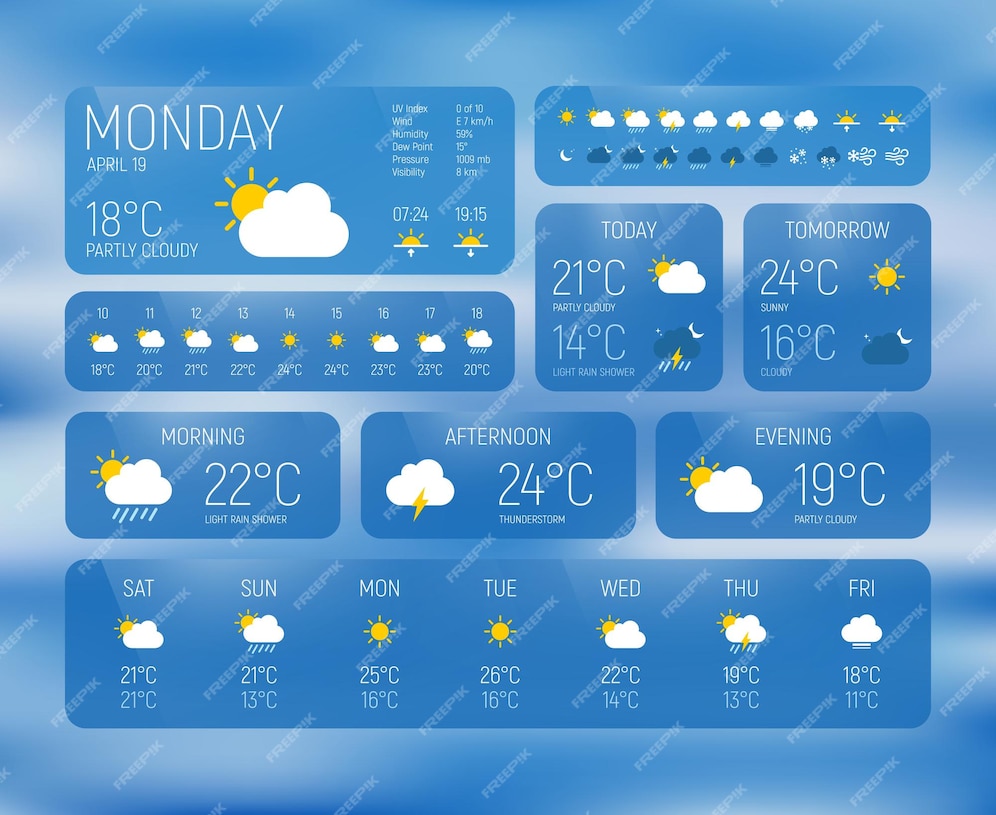 MONDAY
APRIL 19
18°C
PARTLY CLOUDY
UV Index 0 of 10
Wind E 7 km/h
Humidity 59%
Dew Point 15°
Pressure 1009 mb
Visibility 8 km
07:24 19:15
10 11 12 13 14 15 16 17 18
18°C 20°C 21°C 22°C 24°C 24°C 23°C 23°C 20°C
TODAY
21°C
PARTLY CLOUDY
14°C
LIGHT RAIN SHOWER
TOMORROW
24°C
SUNNY
16°C
CLOUDY
MORNING
22°C
LIGHT RAIN SHOWER
AFTERNOON
24°C
THUNDERSTORM
EVENING
19°C
PARTLY CLOUDY
SAT SUN MON TUE WED THU FRI
21°C 21°C 25°C 26°C 22°C 19°C 18°C
21°C 13°C 16°C 16°C 14°C 13°C 11°C
FREEPIK